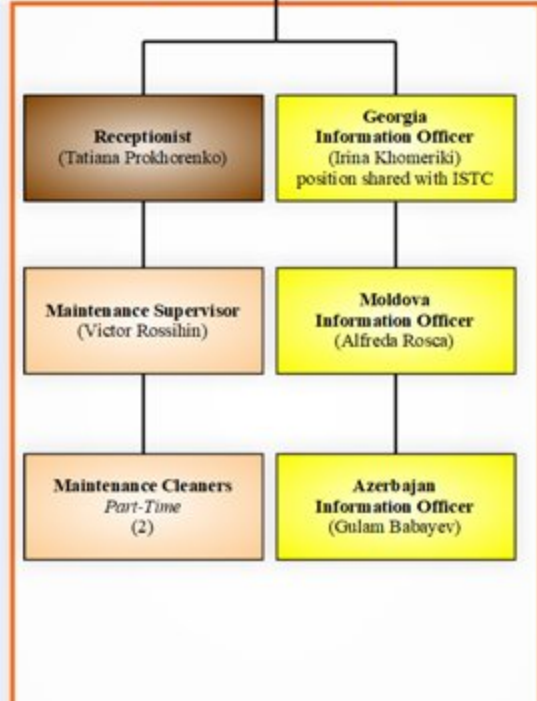 Receptionist
(Tatiana Prokhorenko)
Georgia
Information Officer
(Irina Khomeriki)
position shared with ISTC
Maintenance Supervisor
(Victor Rossihin)
Moldova
Information Officer
(Alfreda Rosca)
Maintenance Cleaners
Part-Time
(2)
Azerbajan
Information Officer
(Gulam Babayev)